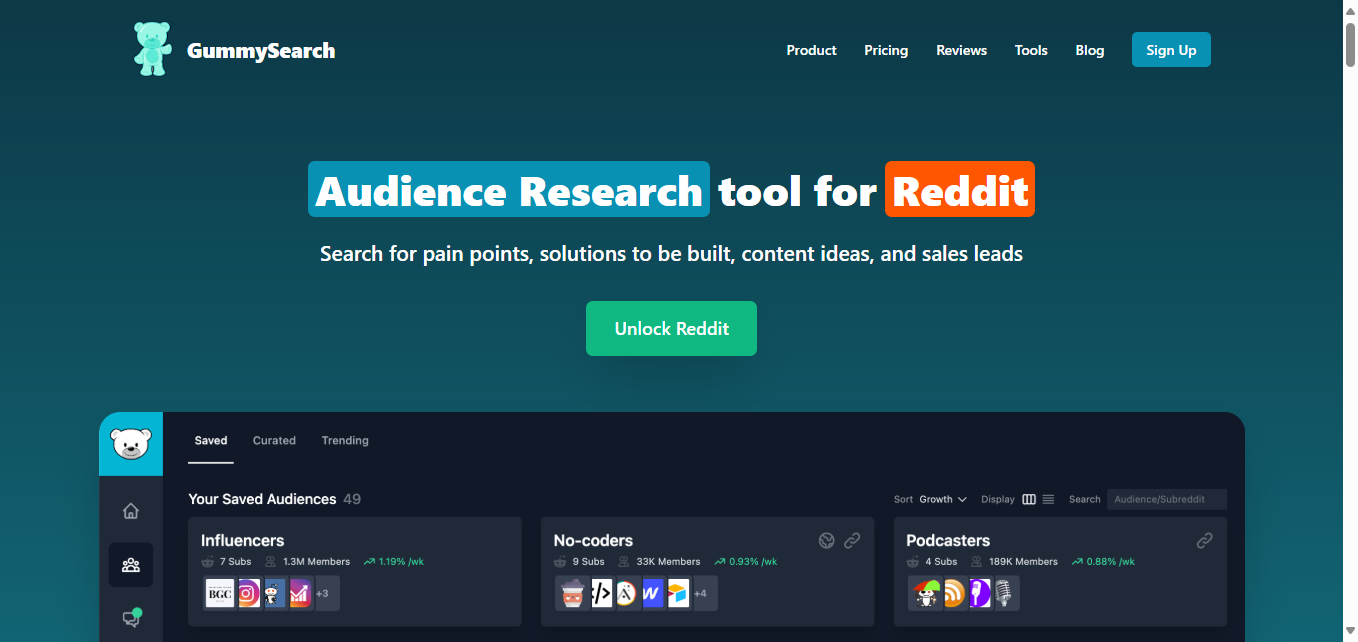 GummySearch
Product Pricing Reviews Tools Blog Sign Up
Audience Research tool for Reddit
Search for pain points, solutions to be built, content ideas, and sales leads
Unlock Reddit
Saved Curated Trending
Your Saved Audiences 49
Sort Growth Display Search Audience/Subreddit
Influencers
7 Subs 1.3M Members 1.19% /wk
BGC +3
No-coders
9 Subs 33K Members 0.93% /wk
</> W +4
Podcasters
4 Subs 189K Members 0.88% /wk